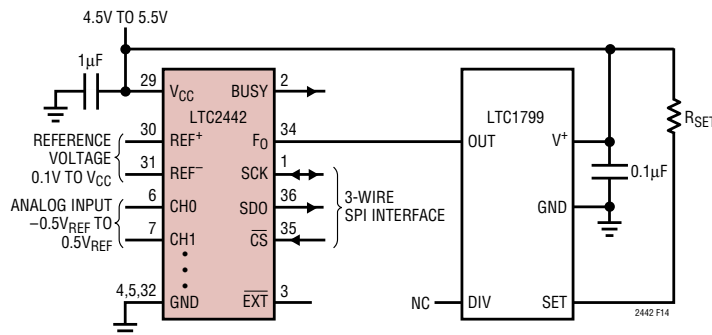 4.5V TO 5.5V
1µF
29
VCC
BUSY
2
LTC2442
LTC1799
RSET
REFERENCE
VOLTAGE
0.1V TO VCC
30
REF+
FO
34
OUT
V+
31
REF−
SCK
1
0.1µF
ANALOG INPUT
−0.5VREF TO
0.5VREF
6
CH0
SDO
36
3-WIRE
SPI INTERFACE
7
CH1
CS
35
GND
4,5,32
GND
EXT
3
NC
DIV
SET
2442 F14